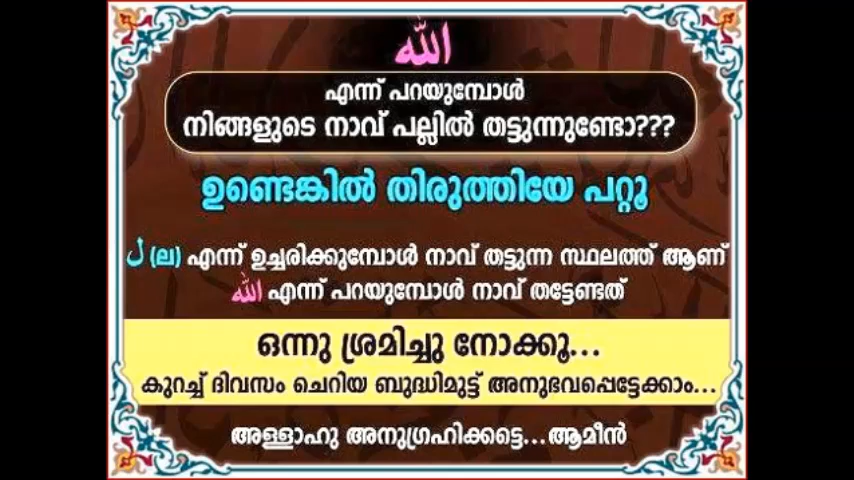 الله
എന്ന് പറയുമ്പോൾ
നിങ്ങളുടെ നാവ് പല്ലിൽ തട്ടുന്നുണ്ടോ???
ഉണ്ടെങ്കിൽ തിരുത്തിയേ പറ്റൂ
ل (ല) എന്ന് ഉച്ചരിക്കുമ്പോൾ നാവ് തട്ടുന്ന സ്ഥലത്ത് ആണ്
الله എന്ന് പറയുമ്പോൾ നാവ് തട്ടേണ്ടത്
ഒന്നു ശ്രമിച്ചു നോക്കൂ...
കുറച്ച് ദിവസം ചെറിയ ബുദ്ധിമുട്ട് അനുഭവപ്പെട്ടേക്കാം...
അള്ളാഹു അനുഗ്രഹിക്കട്ടെ...ആമീൻ